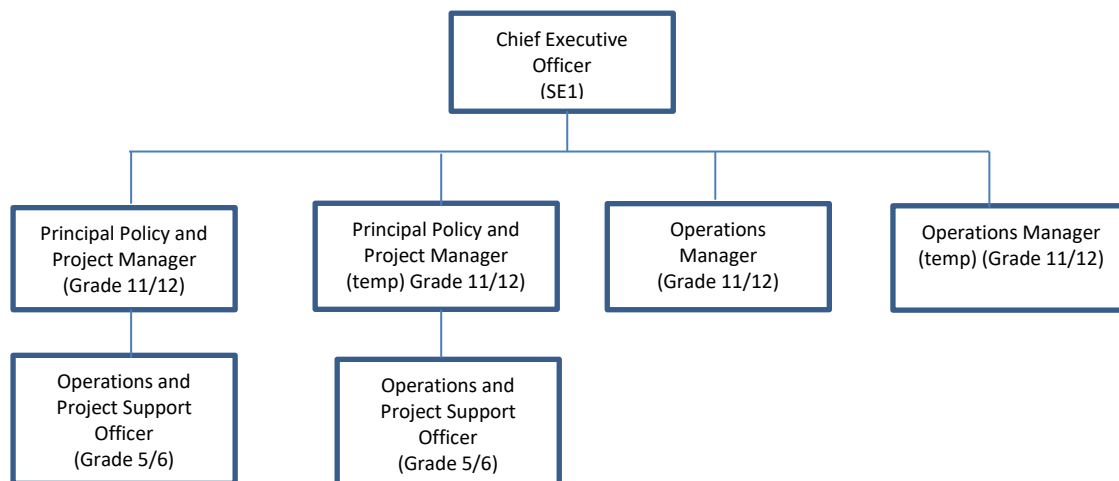 Chief Executive
Officer
(SE1)
Principal Policy and
Project Manager
(Grade 11/12)
Principal Policy and
Project Manager
(temp) Grade 11/12)
Operations
Manager
(Grade 11/12)
Operations Manager
(temp) (Grade 11/12)
Operations and
Project Support
Officer
(Grade 5/6)
Operations and
Project Support
Officer
(Grade 5/6)